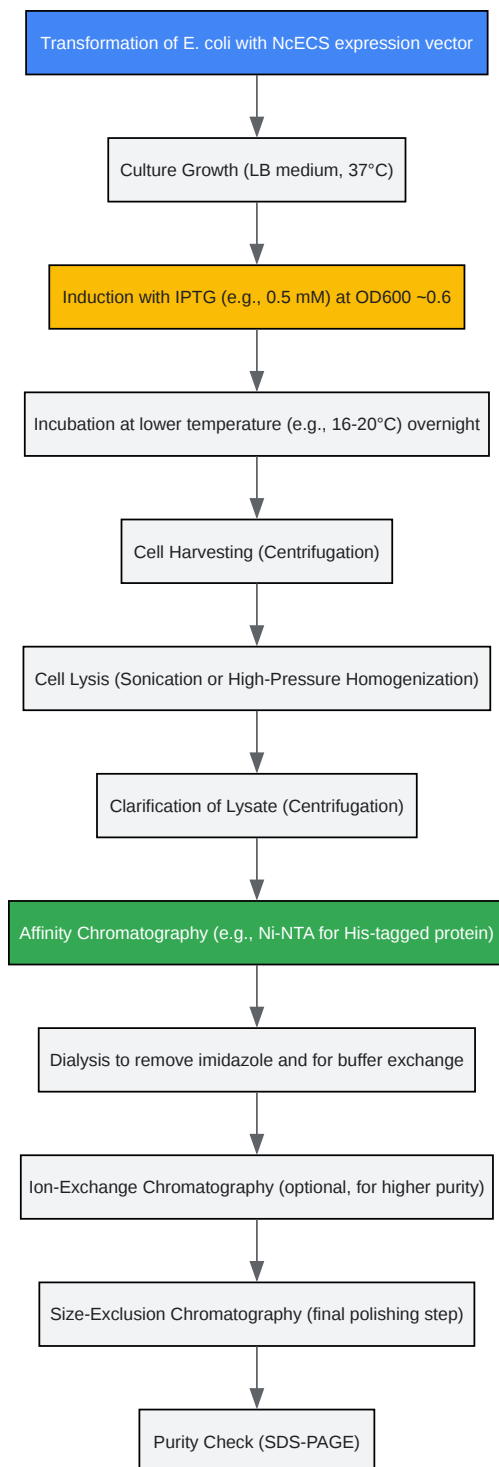 Transformation of E. coli with NcECS expression vector
Culture Growth (LB medium, 37°C)
Induction with IPTG (e.g., 0.5 mM) at OD600 ~0.6
Incubation at lower temperature (e.g., 16-20°C) overnight
Cell Harvesting (Centrifugation)
Cell Lysis (Sonication or High-Pressure Homogenization)
Clarification of Lysate (Centrifugation)
Affinity Chromatography (e.g., Ni-NTA for His-tagged protein)
Dialysis to remove imidazole and for buffer exchange
Ion-Exchange Chromatography (optional, for higher purity)
Size-Exclusion Chromatography (final polishing step)
Purity Check (SDS-PAGE)